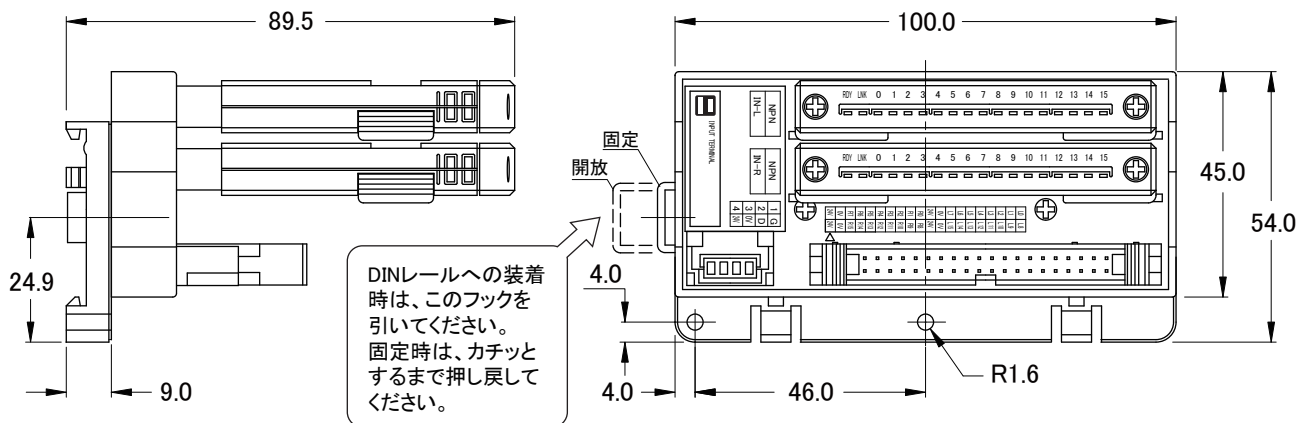 89.5
24.9
9.0
固定
開放
DINレールへの装着
時は、このフックを
引いてください。
固定時は、カチッと
するまで押し戻して
ください。
100.0
INPUT TERMINAL
NPN
IN-L
NPN
IN-R
1 G
2 D
3 0V
4 24V
RDY LNK 0 1 2 3 4 5 6 7 8 9 10 11 12 13 14 15
RDY LNK 0 1 2 3 4 5 6 7 8 9 10 11 12 13 14 15
45.0
54.0
4.0
4.0
46.0
R1.6